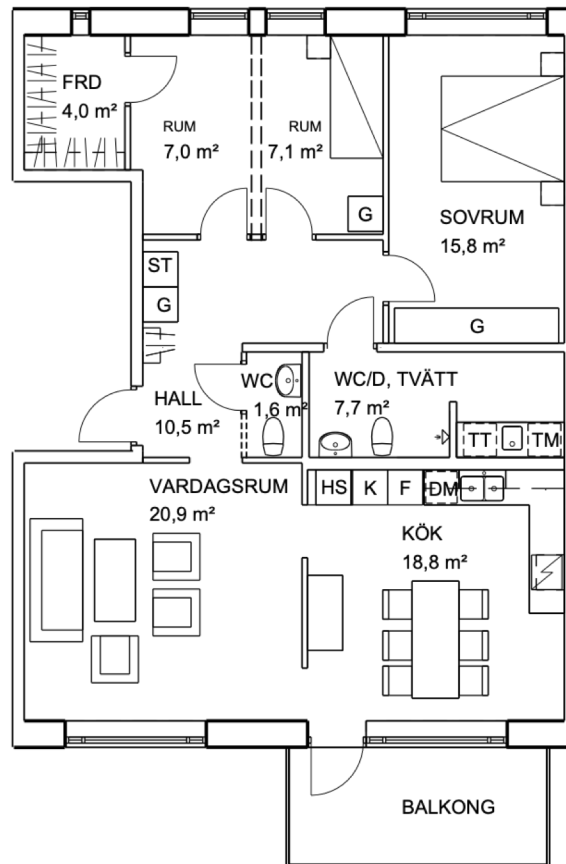 FRD
4,0 m²
RUM
7,0 m²
RUM
7,1 m²
G
SOVRUM
15,8 m²
ST
G
G
WC
1,6 m²
WC/D, TVÄTT
7,7 m²
HALL
10,5 m²
TT
TM
VARDAGSRUM
20,9 m²
HS
K
F
DM
KÖK
18,8 m²
BALKONG